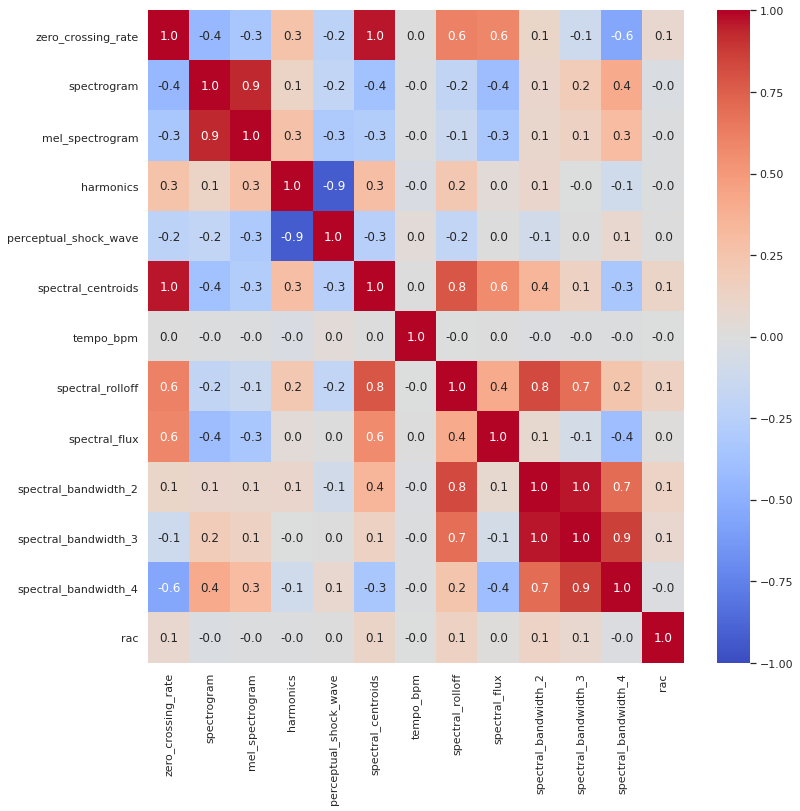 zero_crossing_rate 1.0 -0.4 -0.3 0.3 -0.2 1.0 0.0 0.6 0.6 0.1 -0.1 -0.6 0.1
spectrogram -0.4 1.0 0.9 0.1 -0.2 -0.4 -0.0 -0.2 -0.4 0.1 0.2 0.4 -0.0
mel_spectrogram -0.3 0.9 1.0 0.3 -0.3 -0.3 -0.0 -0.1 -0.3 0.1 0.1 0.3 -0.0
harmonics 0.3 0.1 0.3 1.0 -0.9 0.3 -0.0 0.2 0.0 0.1 -0.0 -0.1 -0.0
perceptual_shock_wave -0.2 -0.2 -0.3 -0.9 1.0 -0.3 0.0 -0.2 0.0 -0.1 -0.0 0.1 0.0
spectral_centroids 1.0 -0.4 -0.3 0.3 -0.3 1.0 0.0 0.8 0.6 0.4 0.1 -0.3 0.1
tempo_bpm 0.0 -0.0 -0.0 -0.0 0.0 0.0 1.0 -0.0 0.0 -0.0 -0.0 -0.0 -0.0
spectral_rolloff 0.6 -0.2 -0.1 0.2 -0.2 0.8 -0.0 1.0 0.4 0.8 0.7 0.2 0.1
spectral_flux 0.6 -0.4 -0.3 0.0 0.0 0.6 0.0 0.4 1.0 0.1 -0.1 -0.4 0.0
spectral_bandwidth_2 0.1 0.1 0.1 0.1 -0.1 0.4 -0.0 0.8 0.1 1.0 1.0 0.7 0.1
spectral_bandwidth_3 -0.1 0.2 0.1 -0.0 -0.0 0.1 -0.0 0.7 -0.1 1.0 1.0 0.9 0.1
spectral_bandwidth_4 -0.6 0.4 0.3 -0.1 0.1 -0.3 -0.0 0.2 -0.4 0.7 0.9 1.0 -0.0
rac 0.1 -0.0 -0.0 -0.0 0.0 0.1 -0.0 0.1 0.0 0.1 0.1 -0.0 1.0
zero_crossing_rate
spectrogram
mel_spectrogram
harmonics
perceptual_shock_wave
spectral_centroids
tempo_bpm
spectral_rolloff
spectral_flux
spectral_bandwidth_2
spectral_bandwidth_3
spectral_bandwidth_4
rac
1.00
0.75
0.50
0.25
0.00
−0.25
−0.50
−0.75
−1.00